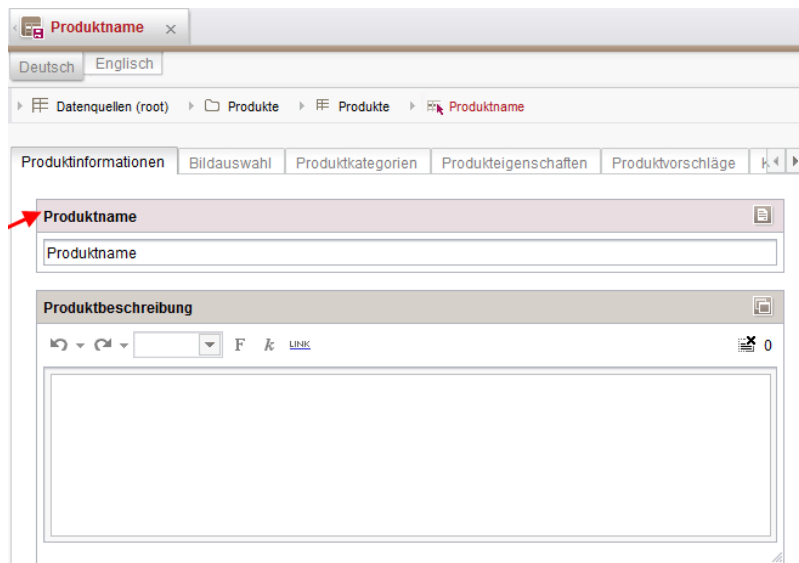 Produktname
Deutsch Englisch
Datenquellen (root) Produkte Produkte Produktname
Produktinformationen Bildauswahl Produktkategorien Produkteigenschaften Produktvorschläge
Produktname
Produktname
Produktbeschreibung
F k LINK 0